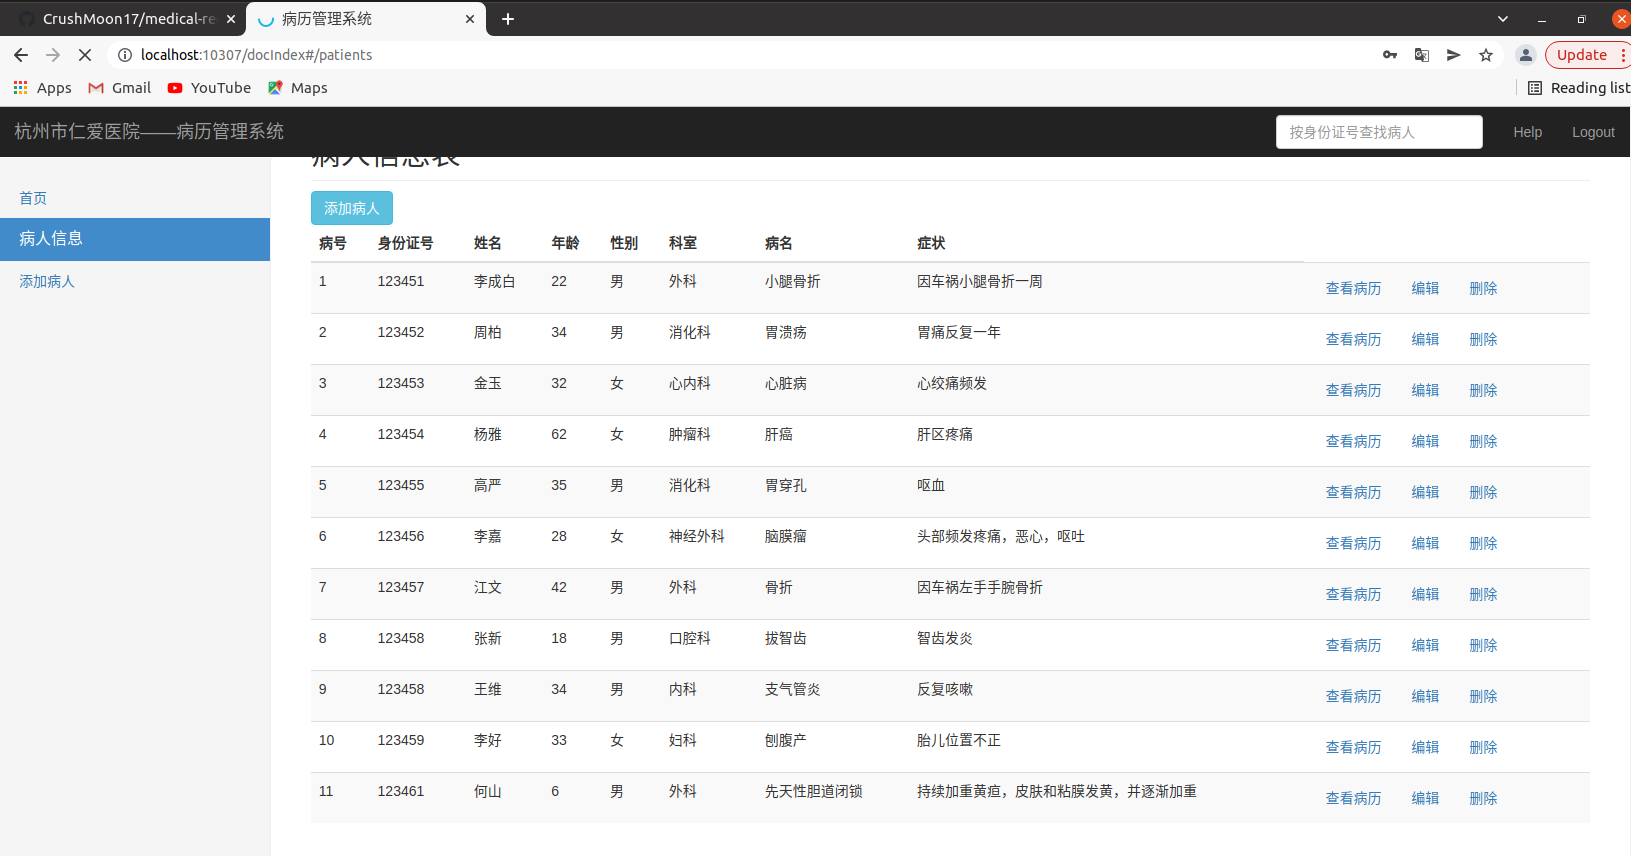 CrushMoon17/medical-re
病历管理系统
localhost:10307/docIndex#/patients
Update
Apps
Gmail
YouTube
Maps
Reading list
杭州市仁爱医院——病历管理系统
按身份证号查找病人
Help
Logout
病人信息表
首页
病人信息
添加病人
添加病人
病号 身份证号 姓名 年龄 性别 科室 病名 症状
1 123451 李成白 22 男 外科 小腿骨折 因车祸小腿骨折一周 查看病历 编辑 删除
2 123452 周柏 34 男 消化科 胃溃疡 胃痛反复一年 查看病历 编辑 删除
3 123453 金玉 32 女 心内科 心脏病 心绞痛频发 查看病历 编辑 删除
4 123454 杨雅 62 女 肿瘤科 肝癌 肝区疼痛 查看病历 编辑 删除
5 123455 高严 35 男 消化科 胃穿孔 呕血 查看病历 编辑 删除
6 123456 李嘉 28 女 神经外科 脑膜瘤 头部频发疼痛，恶心，呕吐 查看病历 编辑 删除
7 123457 江文 42 男 外科 骨折 因车祸左手手腕骨折 查看病历 编辑 删除
8 123458 张新 18 男 口腔科 拔智齿 智齿发炎 查看病历 编辑 删除
9 123458 王维 34 男 内科 支气管炎 反复咳嗽 查看病历 编辑 删除
10 123459 李好 33 女 妇科 刨腹产 胎儿位置不正 查看病历 编辑 删除
11 123461 何山 6 男 外科 先天性胆道闭锁 持续加重黄疸，皮肤和粘膜发黄，并逐渐加重 查看病历 编辑 删除